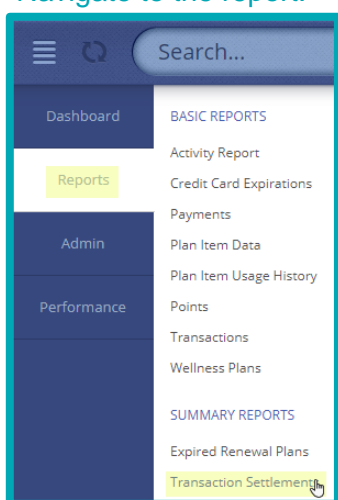 Navigate to the report:
Search...
Dashboard
Reports
Admin
Performance
BASIC REPORTS
Activity Report
Credit Card Expirations
Payments
Plan Item Data
Plan Item Usage History
Points
Transactions
Wellness Plans
SUMMARY REPORTS
Expired Renewal Plans
Transaction Settlements